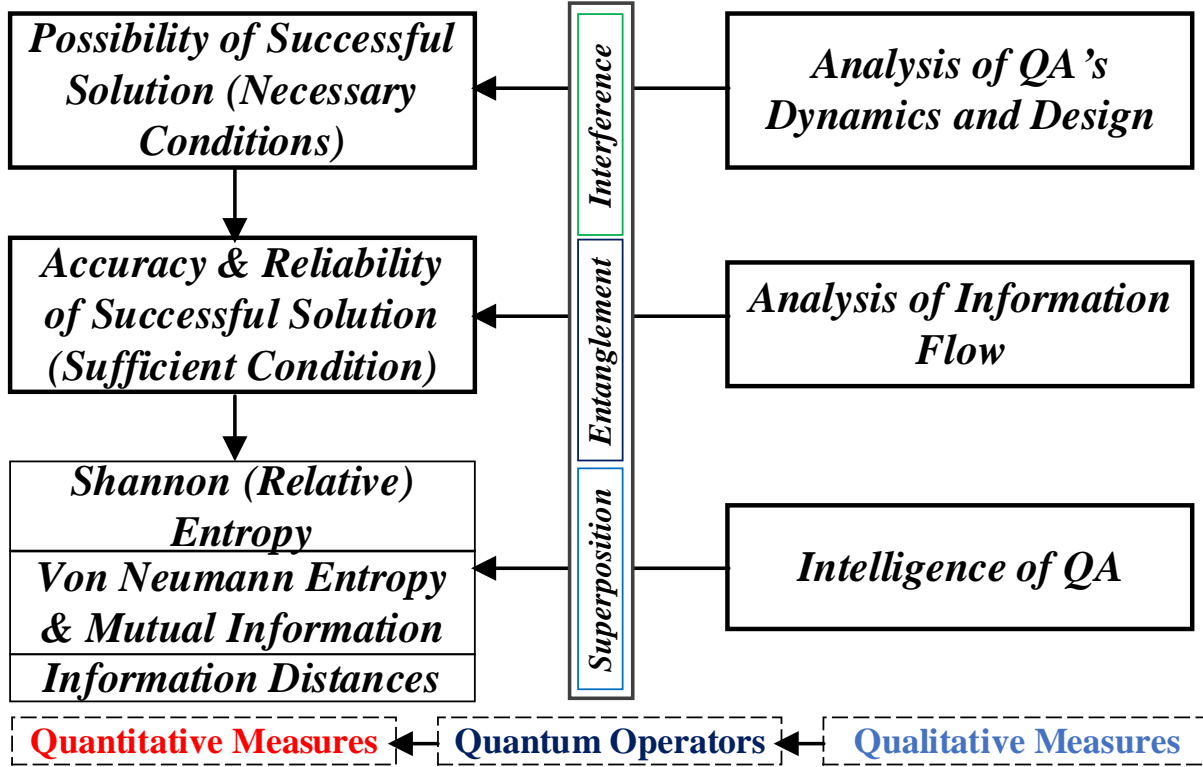 Possibility of Successful
Solution (Necessary
Conditions)
Accuracy & Reliability
of Successful Solution
(Sufficient Condition)
Shannon (Relative)
Entropy
Von Neumann Entropy
& Mutual Information
Information Distances
Interference
Entanglement
Superposition
Analysis of QA’s
Dynamics and Design
Analysis of Information
Flow
Intelligence of QA
Quantitative Measures
Quantum Operators
Qualitative Measures